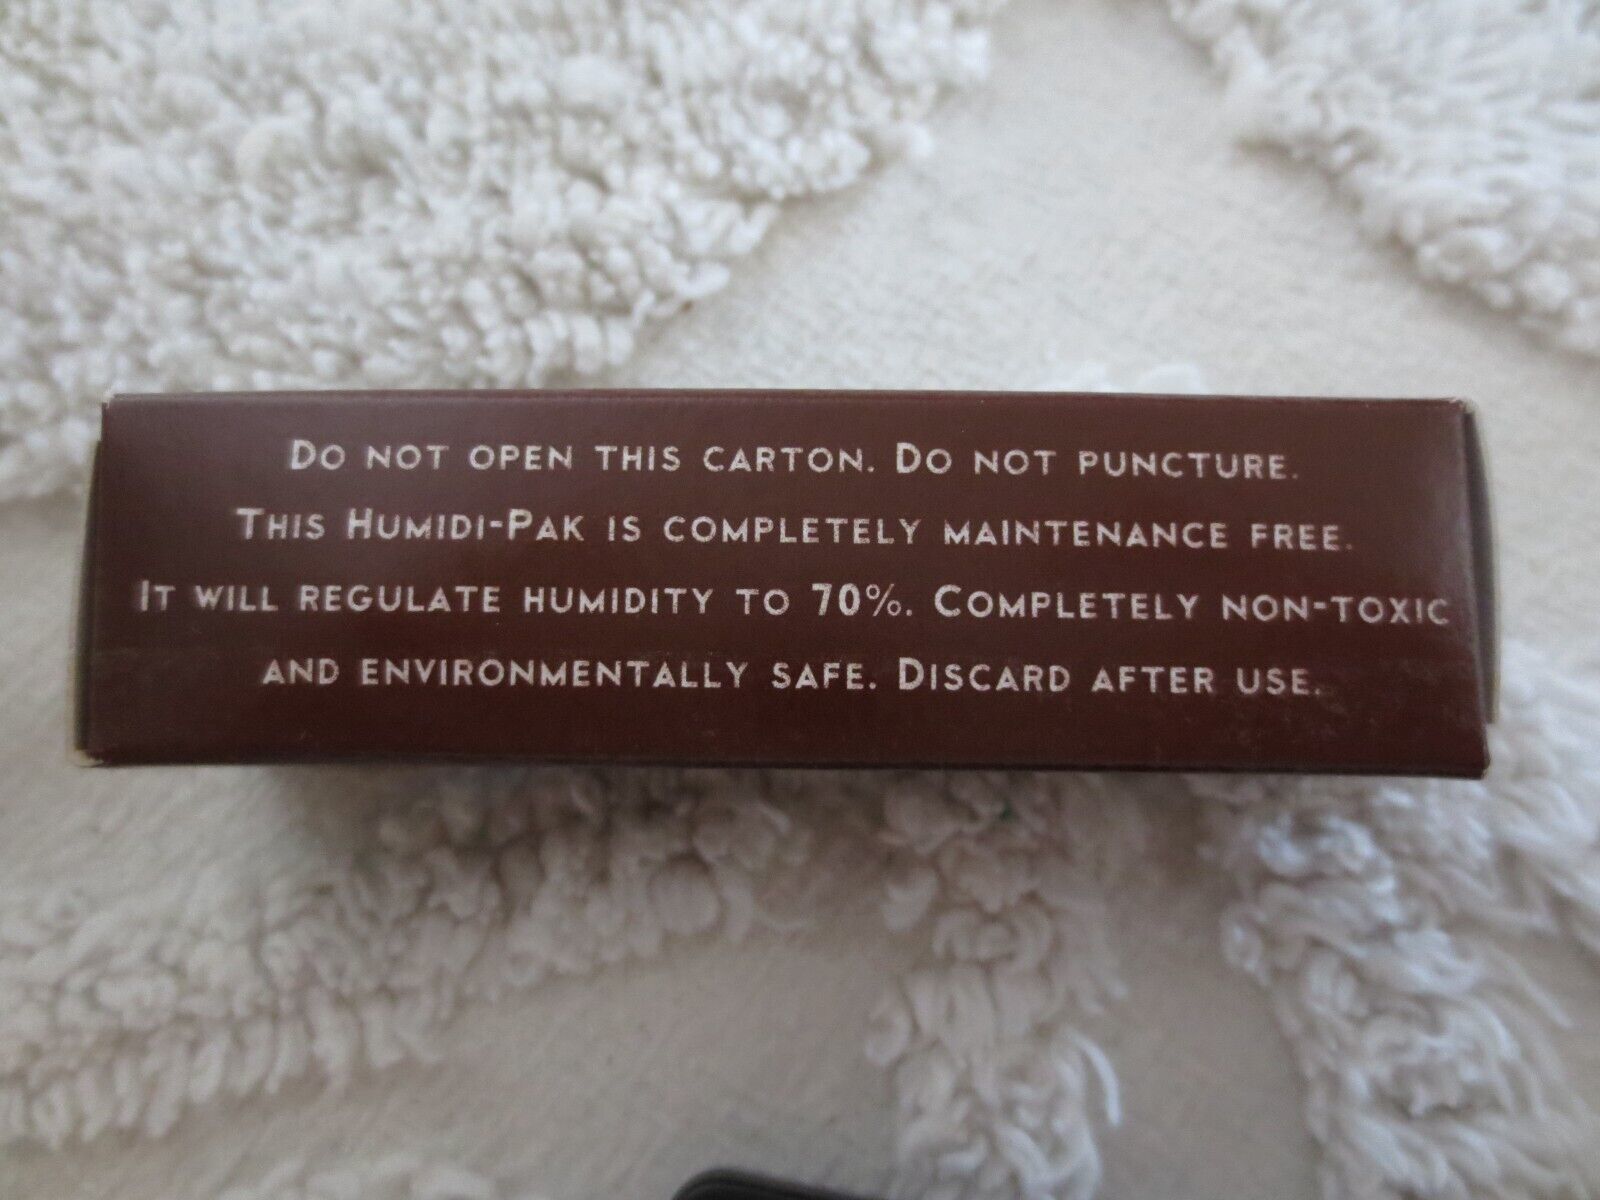 DO NOT OPEN THIS CARTON. DO NOT PUNCTURE.
THIS HUMIDI-PAK IS COMPLETELY MAINTENANCE FREE.
IT WILL REGULATE HUMIDITY TO 70%. COMPLETELY NON-TOXIC
AND ENVIRONMENTALLY SAFE. DISCARD AFTER USE.